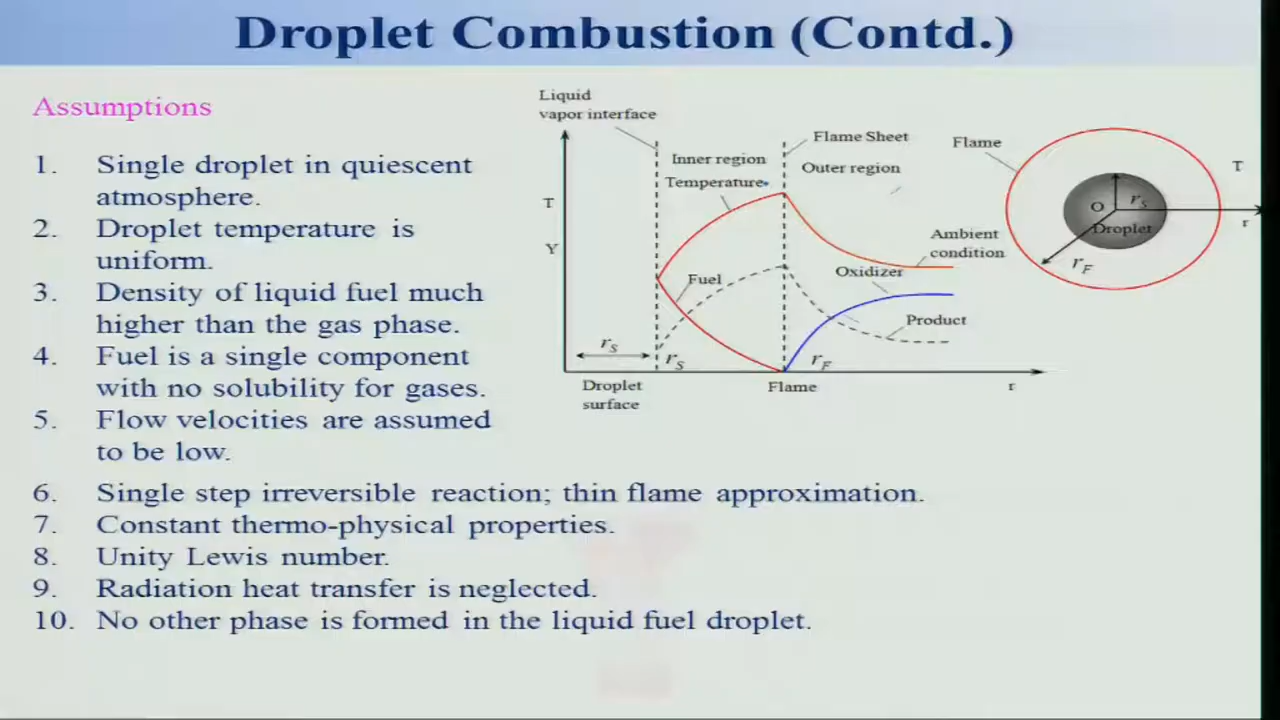 Droplet Combustion (Contd.)
Assumptions
1. Single droplet in quiescent
atmosphere.
2. Droplet temperature is
uniform.
3. Density of liquid fuel much
higher than the gas phase.
4. Fuel is a single component
with no solubility for gases.
5. Flow velocities are assumed
to be low.
6. Single step irreversible reaction; thin flame approximation.
7. Constant thermo-physical properties.
8. Unity Lewis number.
9. Radiation heat transfer is neglected.
10. No other phase is formed in the liquid fuel droplet.
Liquid
vapor interface
Flame Sheet
Inner region
Outer region
Temperature
T
Y
Ambient
condition
Fuel
Oxidizer
Product
r_S
r_S
r_F
Droplet
surface
Flame
r
Flame
T
O
r_S
Droplet
r
r_F